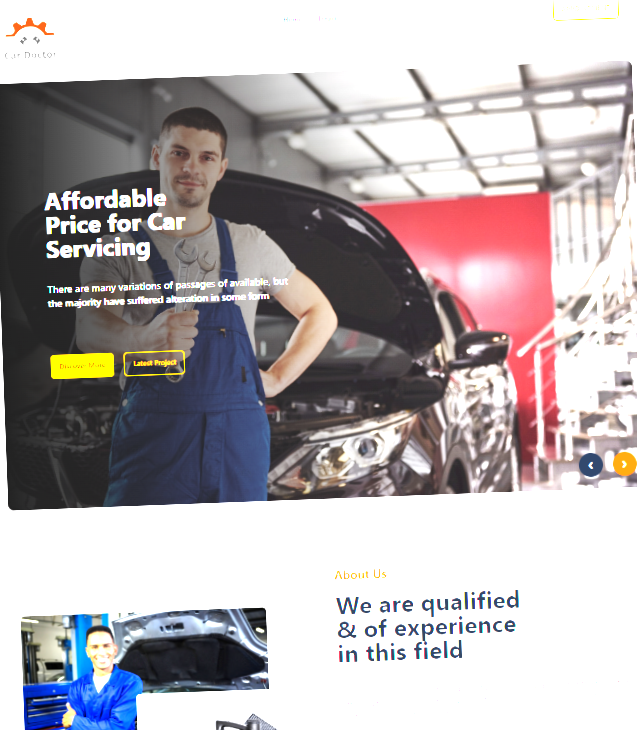 Car Doctor
Affordable
Price for Car
Servicing
There are many variations of passages of available, but
the majority have suffered alteration in some form
Discover More
Latest Project
About Us
We are qualified
& of experience
in this field